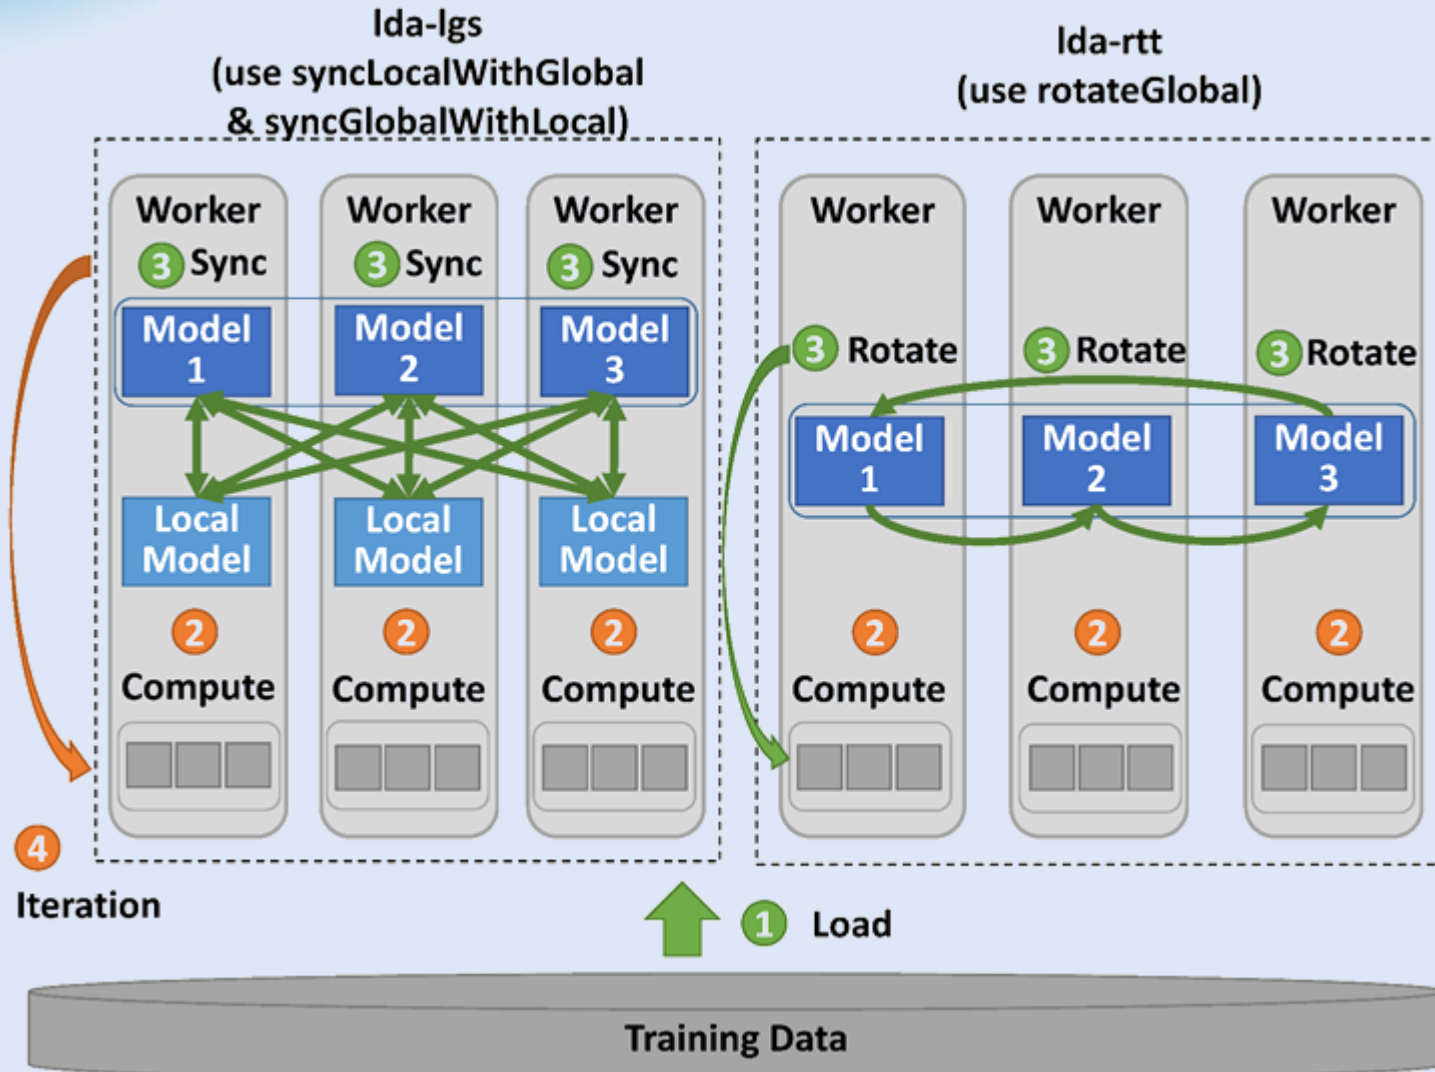 lda-lgs
(use syncLocalWithGlobal
& syncGlobalWithLocal)
Worker
3 Sync
Model
1
Local
Model
2
Compute
Worker
3 Sync
Model
2
Local
Model
2
Compute
Worker
3 Sync
Model
3
Local
Model
2
Compute
4
Iteration
lda-rtt
(use rotateGlobal)
Worker
3 Rotate
Model
1
2
Compute
Worker
3 Rotate
Model
2
2
Compute
Worker
3 Rotate
Model
3
2
Compute
1 Load
Training Data